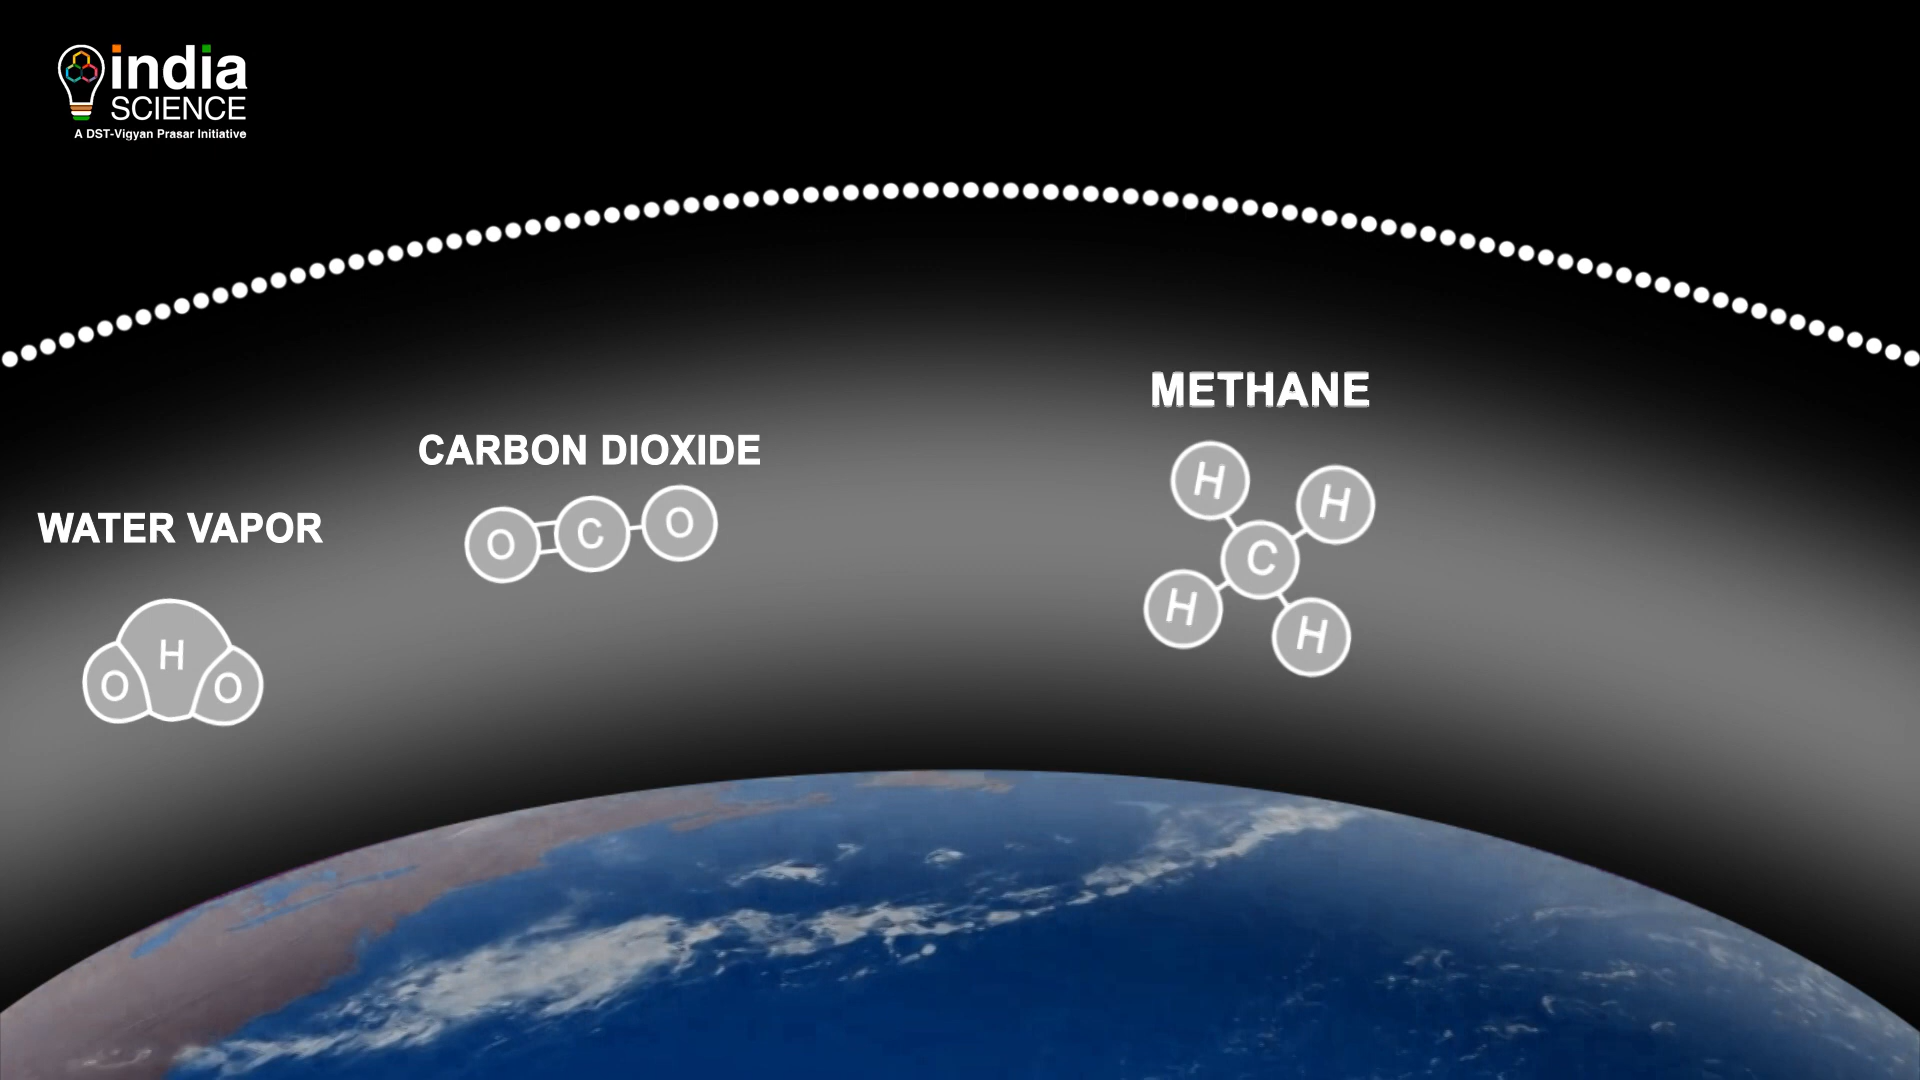 india
SCIENCE
A DST-Vigyan Prasar Initiative
METHANE
CARBON DIOXIDE
WATER VAPOR
H H
C
H H
O C O
H
O O